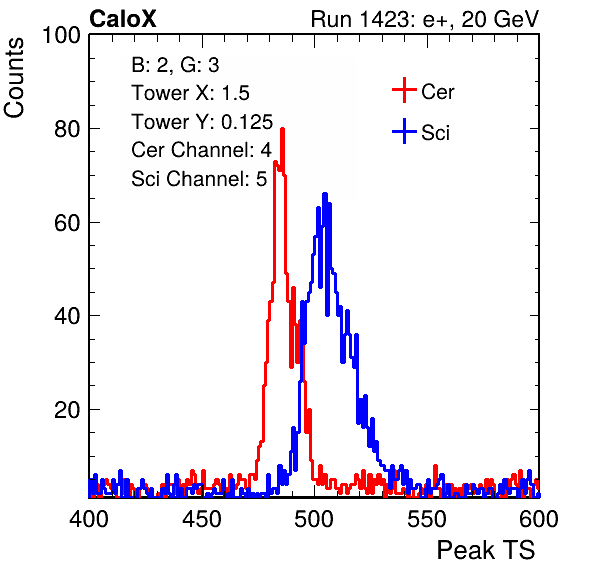 CaloX
Run 1423: e+, 20 GeV
Counts
100
80
60
40
20
B: 2, G: 3
Tower X: 1.5
Tower Y: 0.125
Cer Channel: 4
Sci Channel: 5
Cer
Sci
400
450
500
550
600
Peak TS